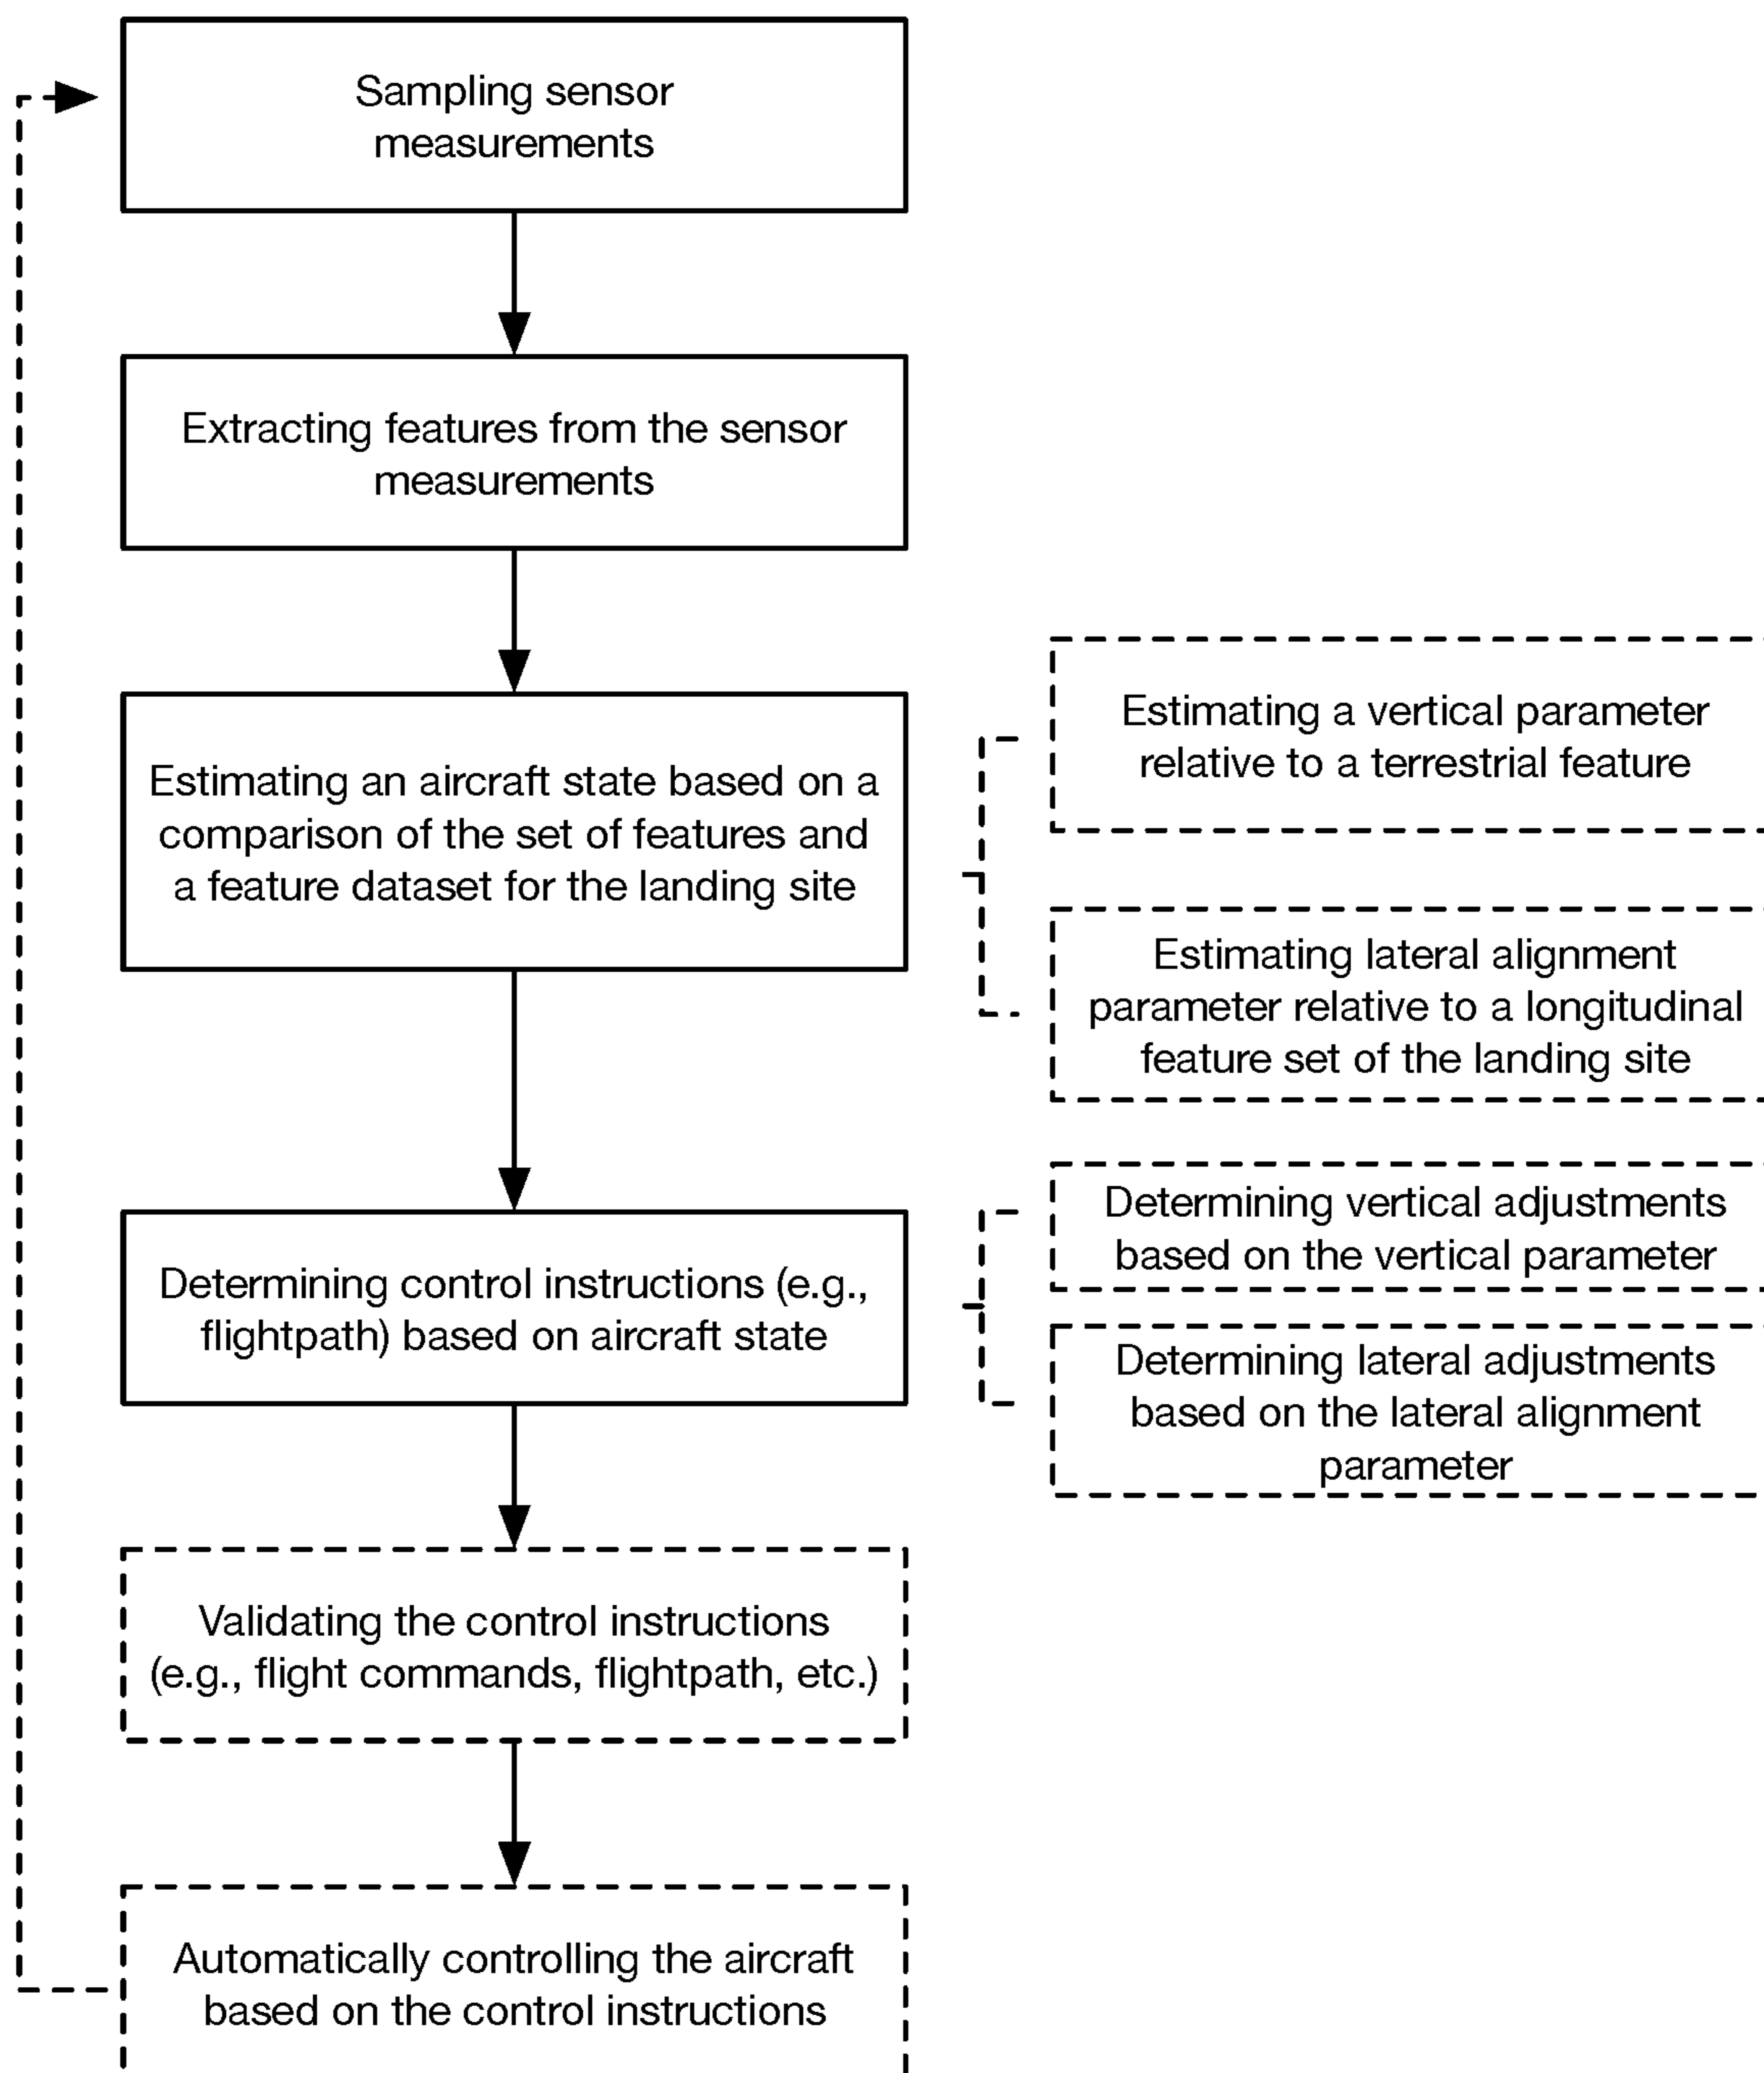 Sampling sensor
measurements
Extracting features from the sensor
measurements
Estimating an aircraft state based on a
comparison of the set of features and
a feature dataset for the landing site
Estimating a vertical parameter
relative to a terrestrial feature
Estimating lateral alignment
parameter relative to a longitudinal
feature set of the landing site
Determining control instructions (e.g.,
flightpath) based on aircraft state
Determining vertical adjustments
based on the vertical parameter
Determining lateral adjustments
based on the lateral alignment
parameter
Validating the control instructions
(e.g., flight commands, flightpath, etc.)
Automatically controlling the aircraft
based on the control instructions